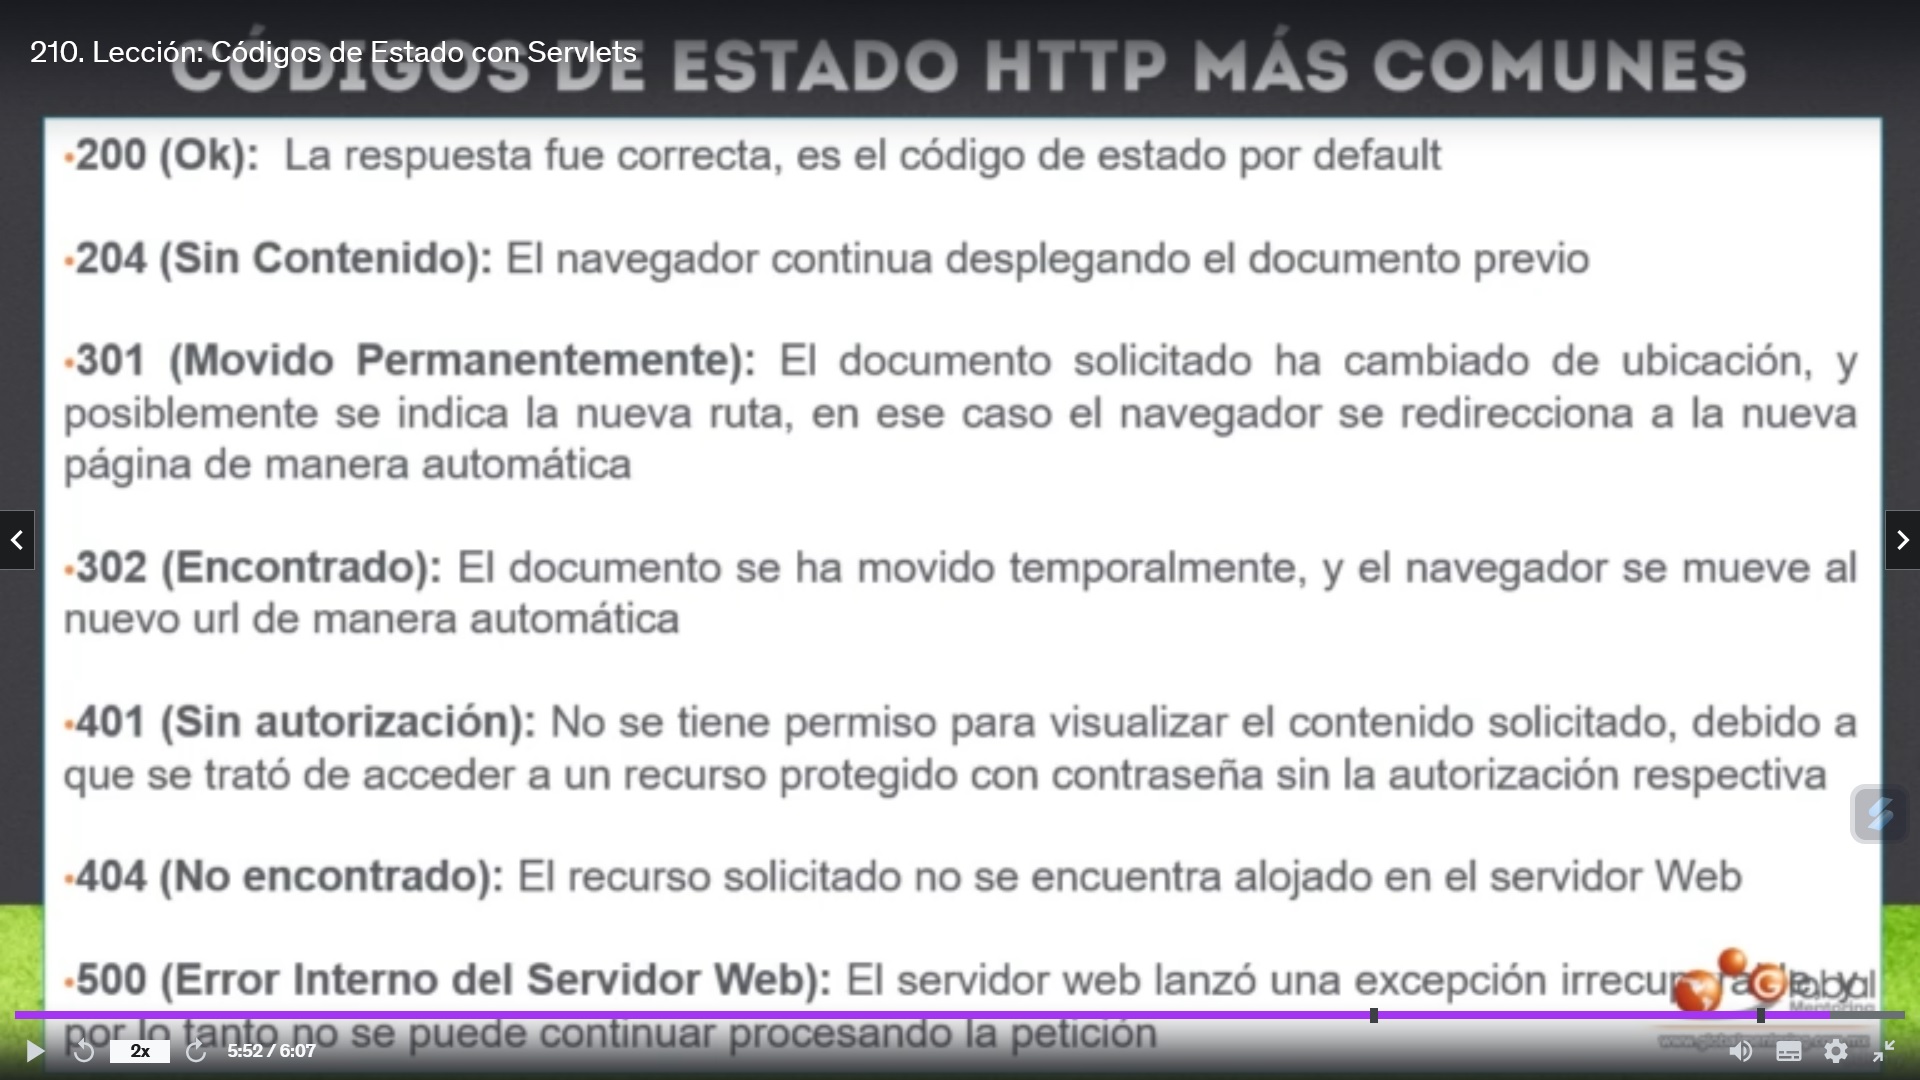 210. Lección: Códigos de Estado con Servlets
CÓDIGOS DE ESTADO HTTP MÁS COMUNES
•200 (Ok): La respuesta fue correcta, es el código de estado por default
•204 (Sin Contenido): El navegador continua desplegando el documento previo
•301 (Movido Permanentemente): El documento solicitado ha cambiado de ubicación, y
posiblemente se indica la nueva ruta, en ese caso el navegador se redirecciona a la nueva
página de manera automática
•302 (Encontrado): El documento se ha movido temporalmente, y el navegador se mueve al
nuevo url de manera automática
•401 (Sin autorización): No se tiene permiso para visualizar el contenido solicitado, debido a
que se trató de acceder a un recurso protegido con contraseña sin la autorización respectiva
•404 (No encontrado): El recurso solicitado no se encuentra alojado en el servidor Web
•500 (Error Interno del Servidor Web): El servidor web lanzó una excepción irrecuperable, y
por lo tanto no se puede continuar procesando la petición
Global
Mentoring
2x
5:52 / 6:07